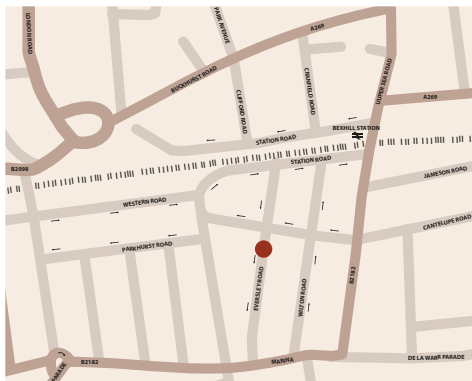 LONDON ROAD
PARK AVENUE
A269
BUCKHURST ROAD
CLIFFORD ROAD
CRANFIELD ROAD
UPPER SEA ROAD
A269
BEXHILL STATION
STATION ROAD
STATION ROAD
B2098
JAMESON ROAD
WESTERN ROAD
CANTELUPE ROAD
PARKHURST ROAD
EVERSLEY ROAD
WILTON ROAD
B2182
B2182
MARINA
DE LA WARR PARADE